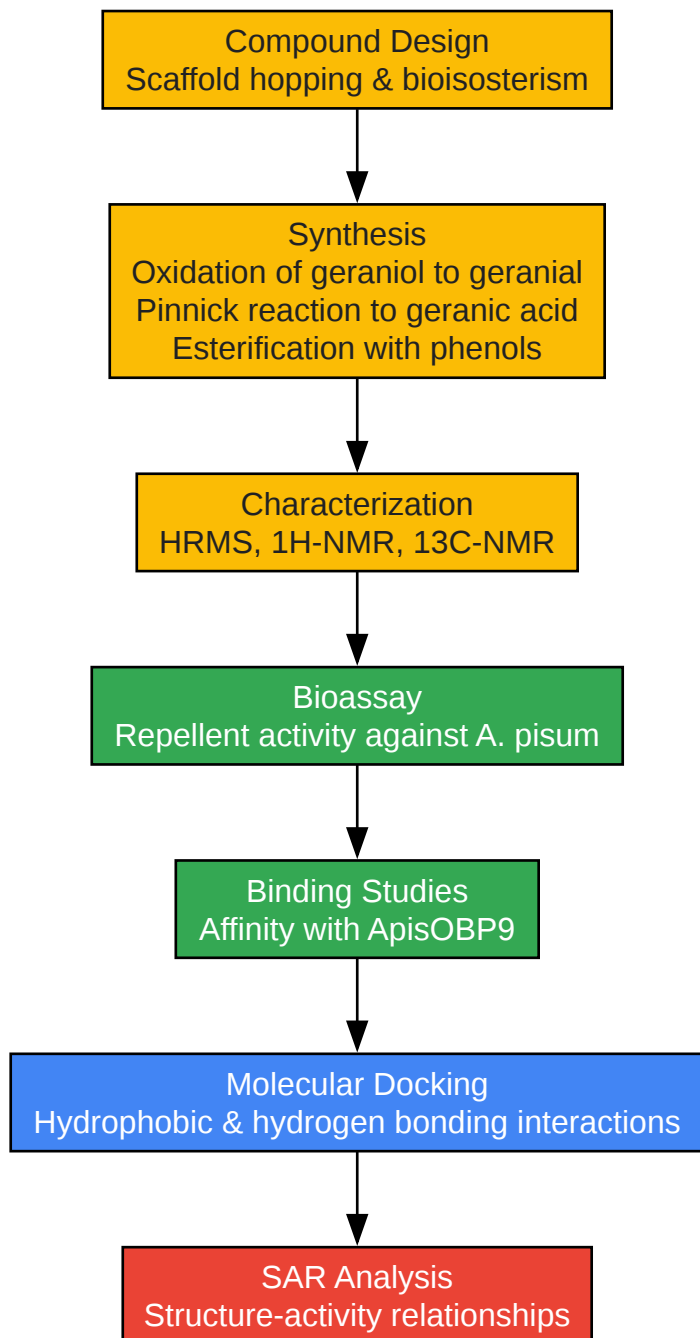 Compound Design
Scaffold hopping & bioisosterism
Synthesis
Oxidation of geraniol to geranial
Pinnick reaction to geranic acid
Esterification with phenols
Characterization
HRMS, 1H-NMR, 13C-NMR
Bioassay
Repellent activity against A. pisum
Binding Studies
Affinity with ApisOBP9
Molecular Docking
Hydrophobic & hydrogen bonding interactions
SAR Analysis
Structure-activity relationships